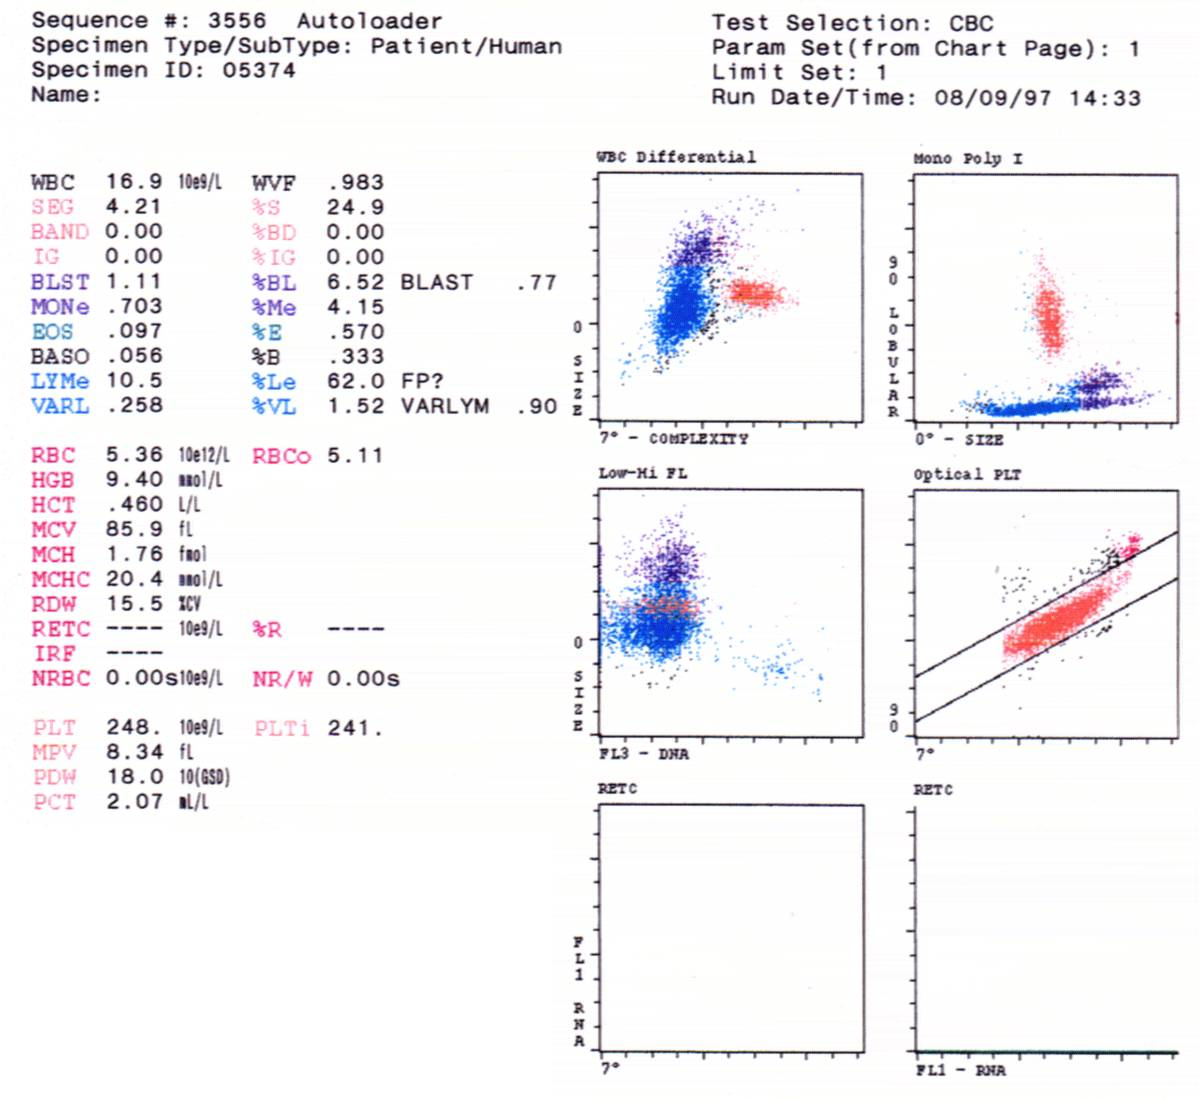 Sequence #: 3556 Autoloader
Specimen Type/SubType: Patient/Human
Specimen ID: 05374
Name:
Test Selection: CBC
Param Set(from Chart Page): 1
Limit Set: 1
Run Date/Time: 08/09/97 14:33
WBC 16.9 10e9/L WVF .983
SEG 4.21 %S 24.9
BAND 0.00 %BD 0.00
IG 0.00 %IG 0.00
BLST 1.11 %BL 6.52 BLAST .77
MONe .703 %Me 4.15
EOS .097 %E .570
BASO .056 %B .333
LYMe 10.5 %Le 62.0 FP?
VARL .258 %VL 1.52 VARLYM .90
RBC 5.36 10e12/L RBCo 5.11
HGB 9.40 mmol/L
HCT .460 L/L
MCV 85.9 fL
MCH 1.76 fmol
MCHC 20.4 mmol/L
RDW 15.5 %CV
RETC ---- 10e9/L %R ----
IRF ----
NRBC 0.00s10e9/L NR/W 0.00s
PLT 248. 10e9/L PLTi 241.
MPV 8.34 fL
PDW 18.0 10(GSD)
PCT 2.07 mL/L
WBC Differential
0 SIZE
7° - COMPLEXITY
Mono Poly I
90 LOBULAR
0° - SIZE
Low-Hi FL
0 SIZE
FL3 - DNA
Optical PLT
90
7°
RETC
FL1 RNA
7°
RETC
FL1 - RNA